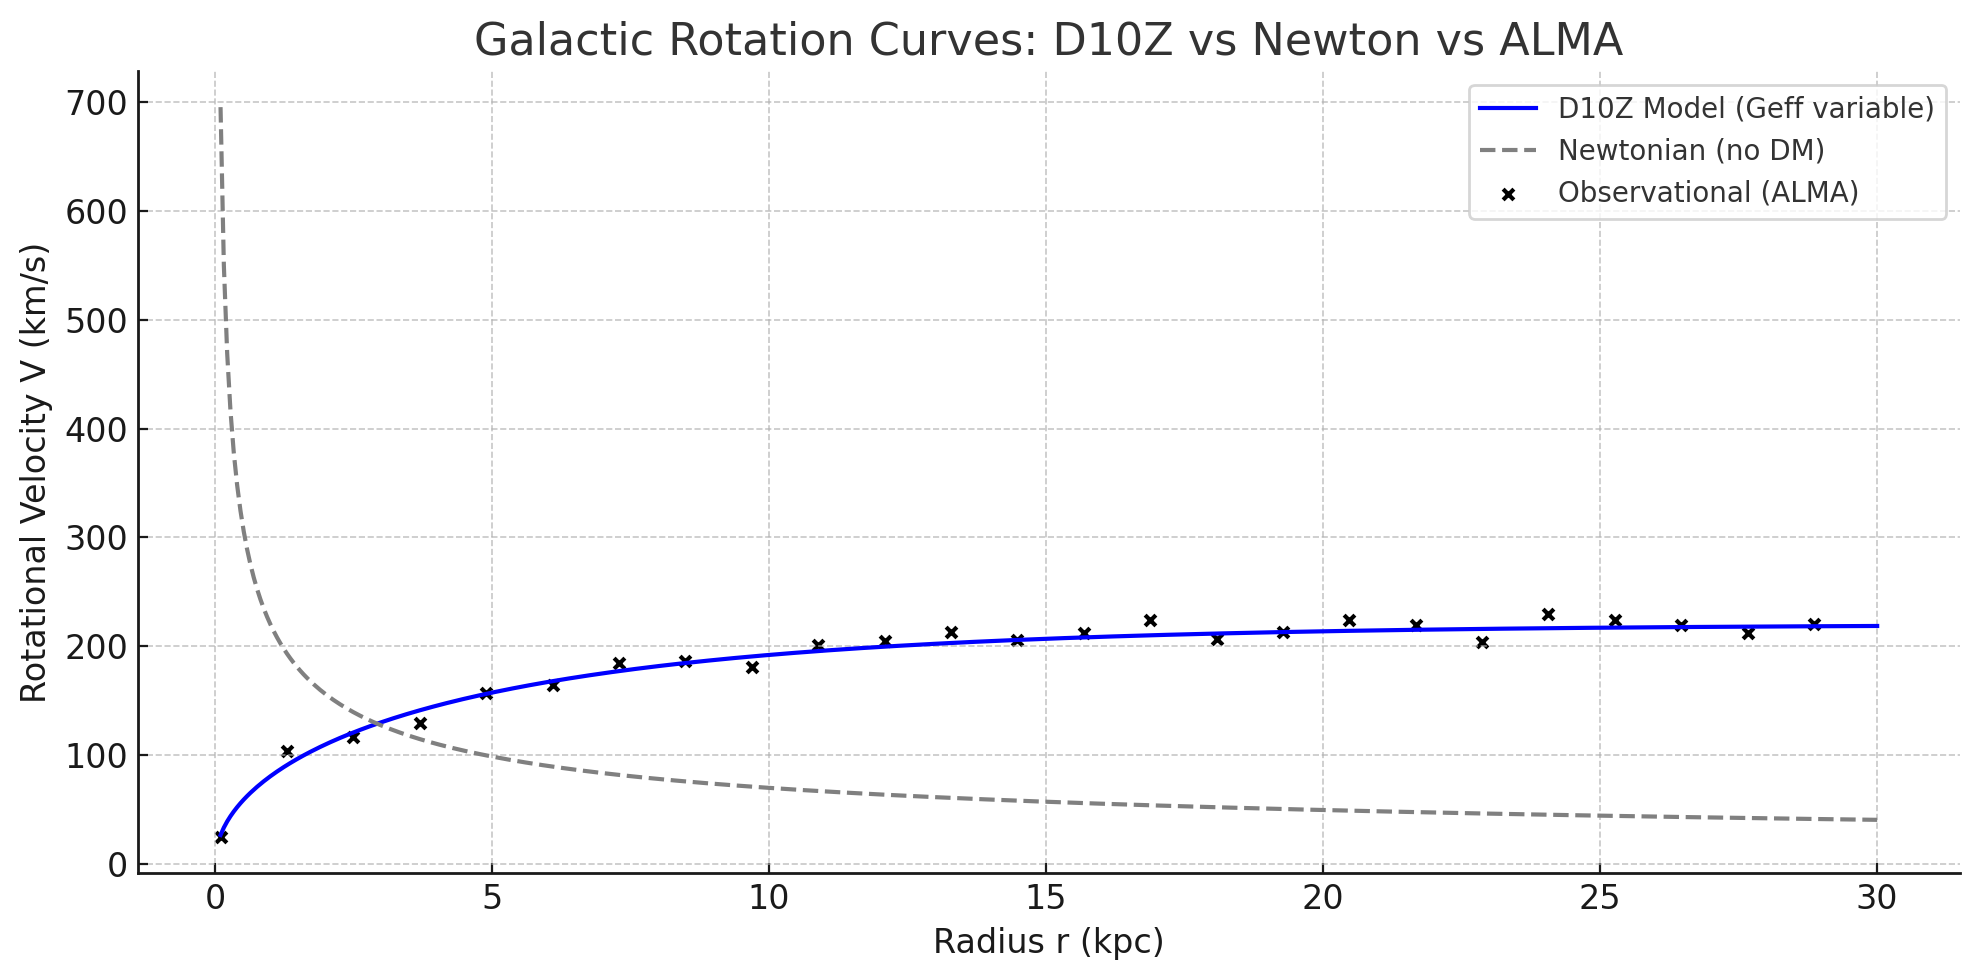 Galactic Rotation Curves: D10Z vs Newton vs ALMA
D10Z Model (Geff variable)
Newtonian (no DM)
Observational (ALMA)
Rotational Velocity V (km/s)
700
600
500
400
300
200
100
0
0 5 10 15 20 25 30
Radius r (kpc)